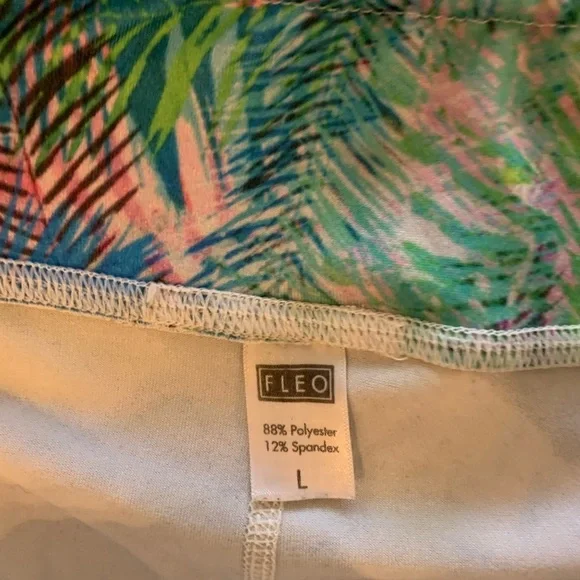 FLEO
88% Polyester
12% Spandex
L